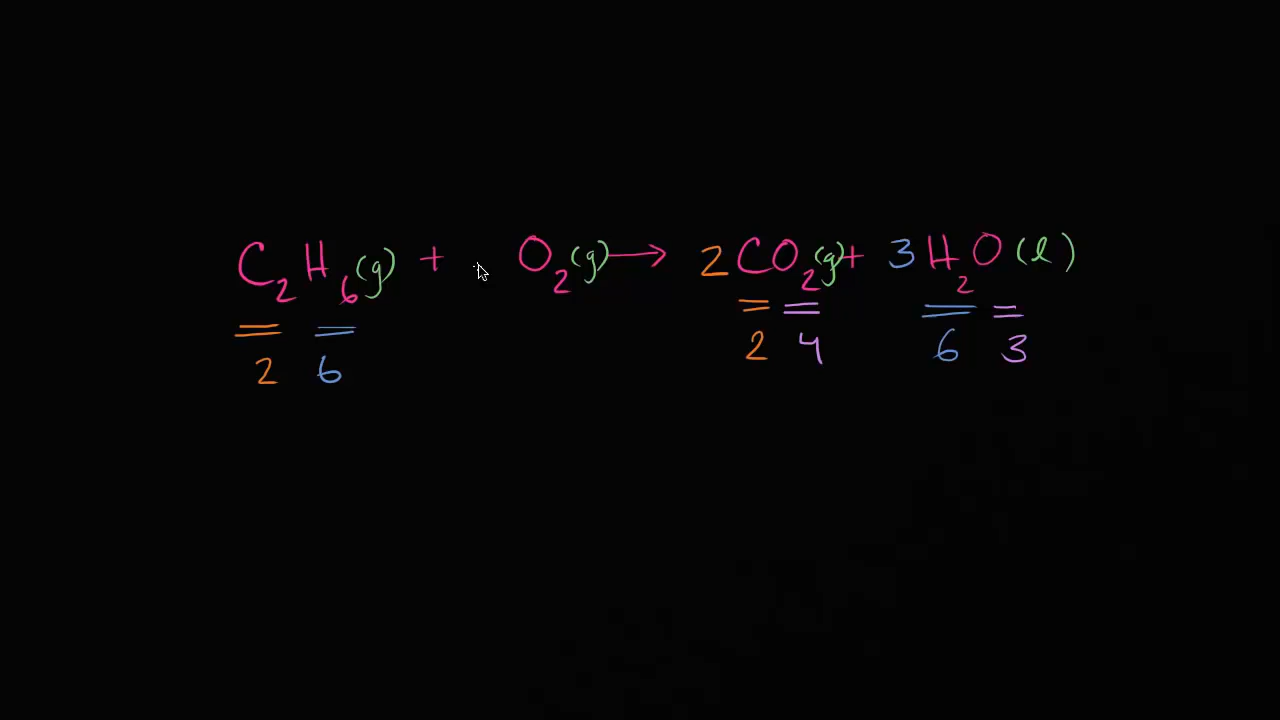 C₂H₆(g) + O₂(g) → 2CO₂(g) + 3H₂O(l)
2 6 2 4 6 3